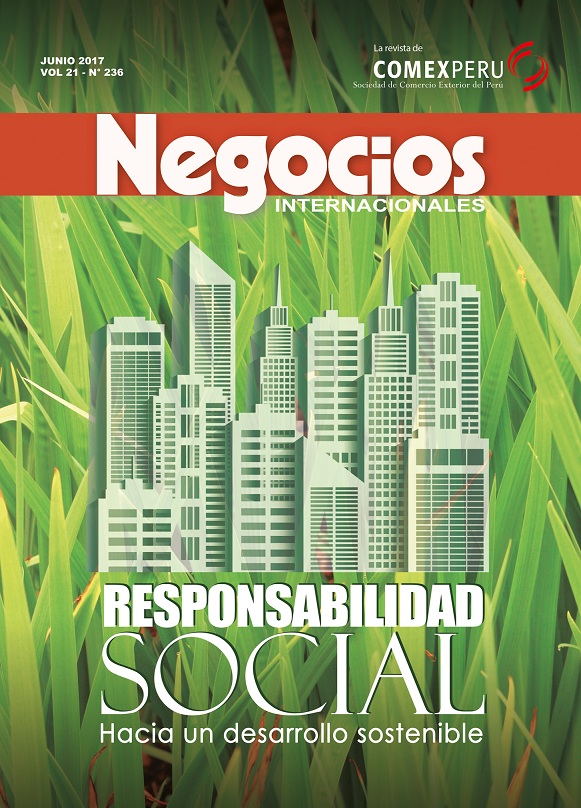 JUNIO 2017
VOL 21 - N° 236
La revista de
COMEXPERU
Sociedad de Comercio Exterior del Perú
Negocios
INTERNACIONALES
RESPONSABILIDAD
SOCIAL
Hacia un desarrollo sostenible